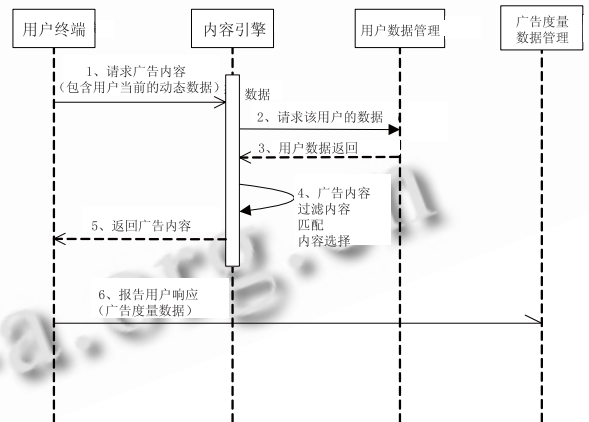 用户终端
内容引擎
用户数据管理
广告度量
数据管理
1、请求广告内容
（包含用户当前的动态数据）
数据
2、请求该用户的数据
3、用户数据返回
4、广告内容
过滤内容
匹配
内容选择
5、返回广告内容
6、报告用户响应
（广告度量数据）